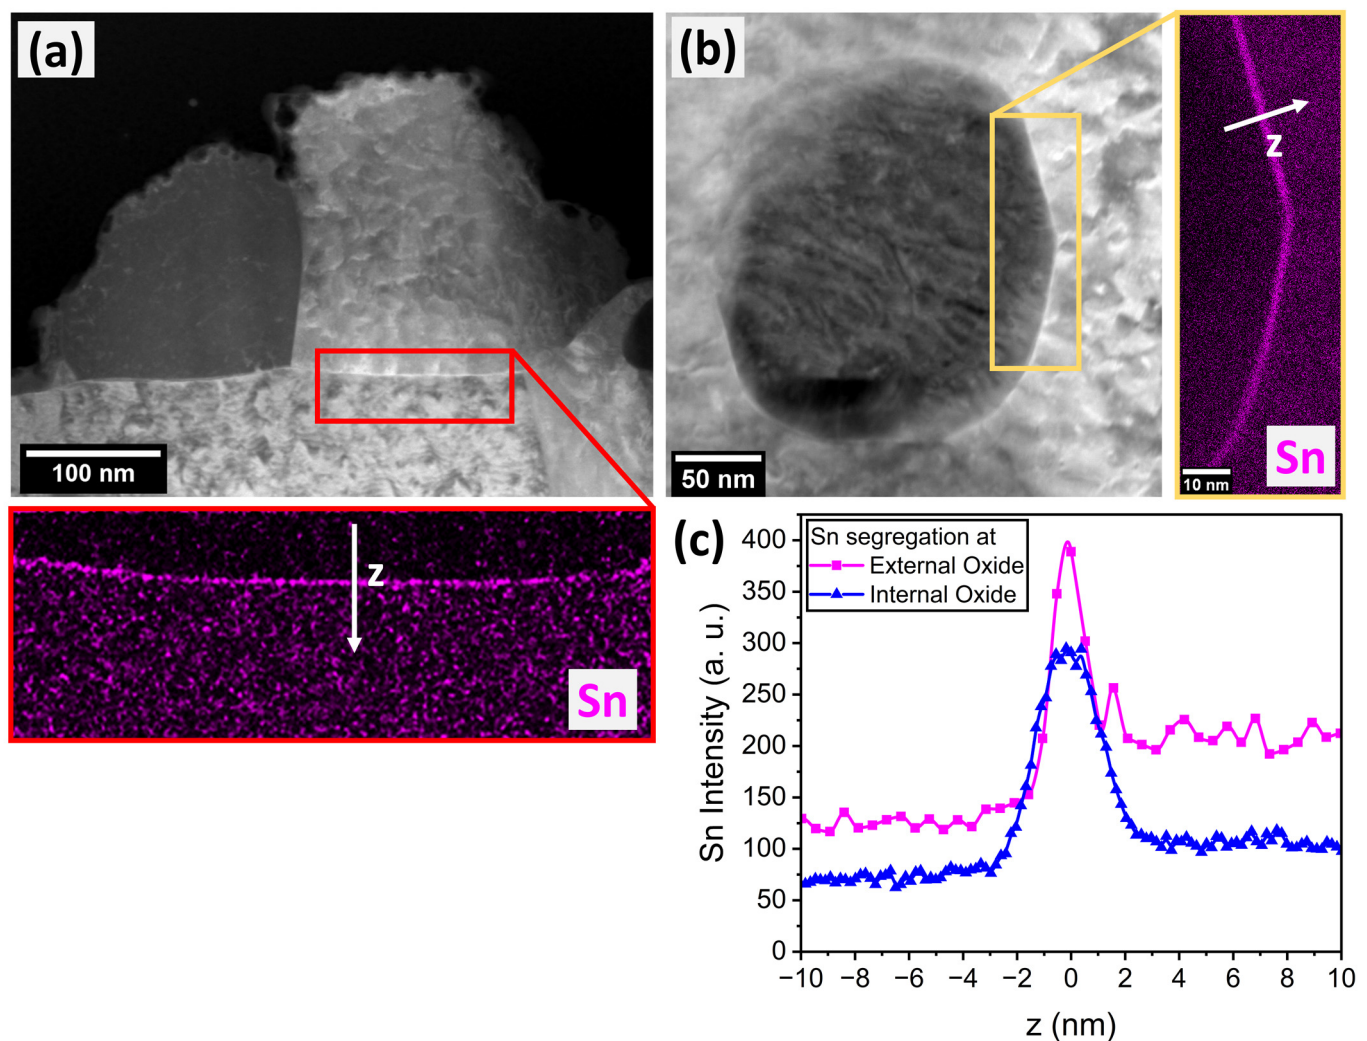 (a)
100 nm
z
Sn
(b)
50 nm
z
10 nm
Sn
(c)
Sn segregation at
External Oxide
Internal Oxide
Sn Intensity (a. u.)
400
350
300
250
200
150
100
50
0
−10 −8 −6 −4 −2 0 2 4 6 8 10
z (nm)